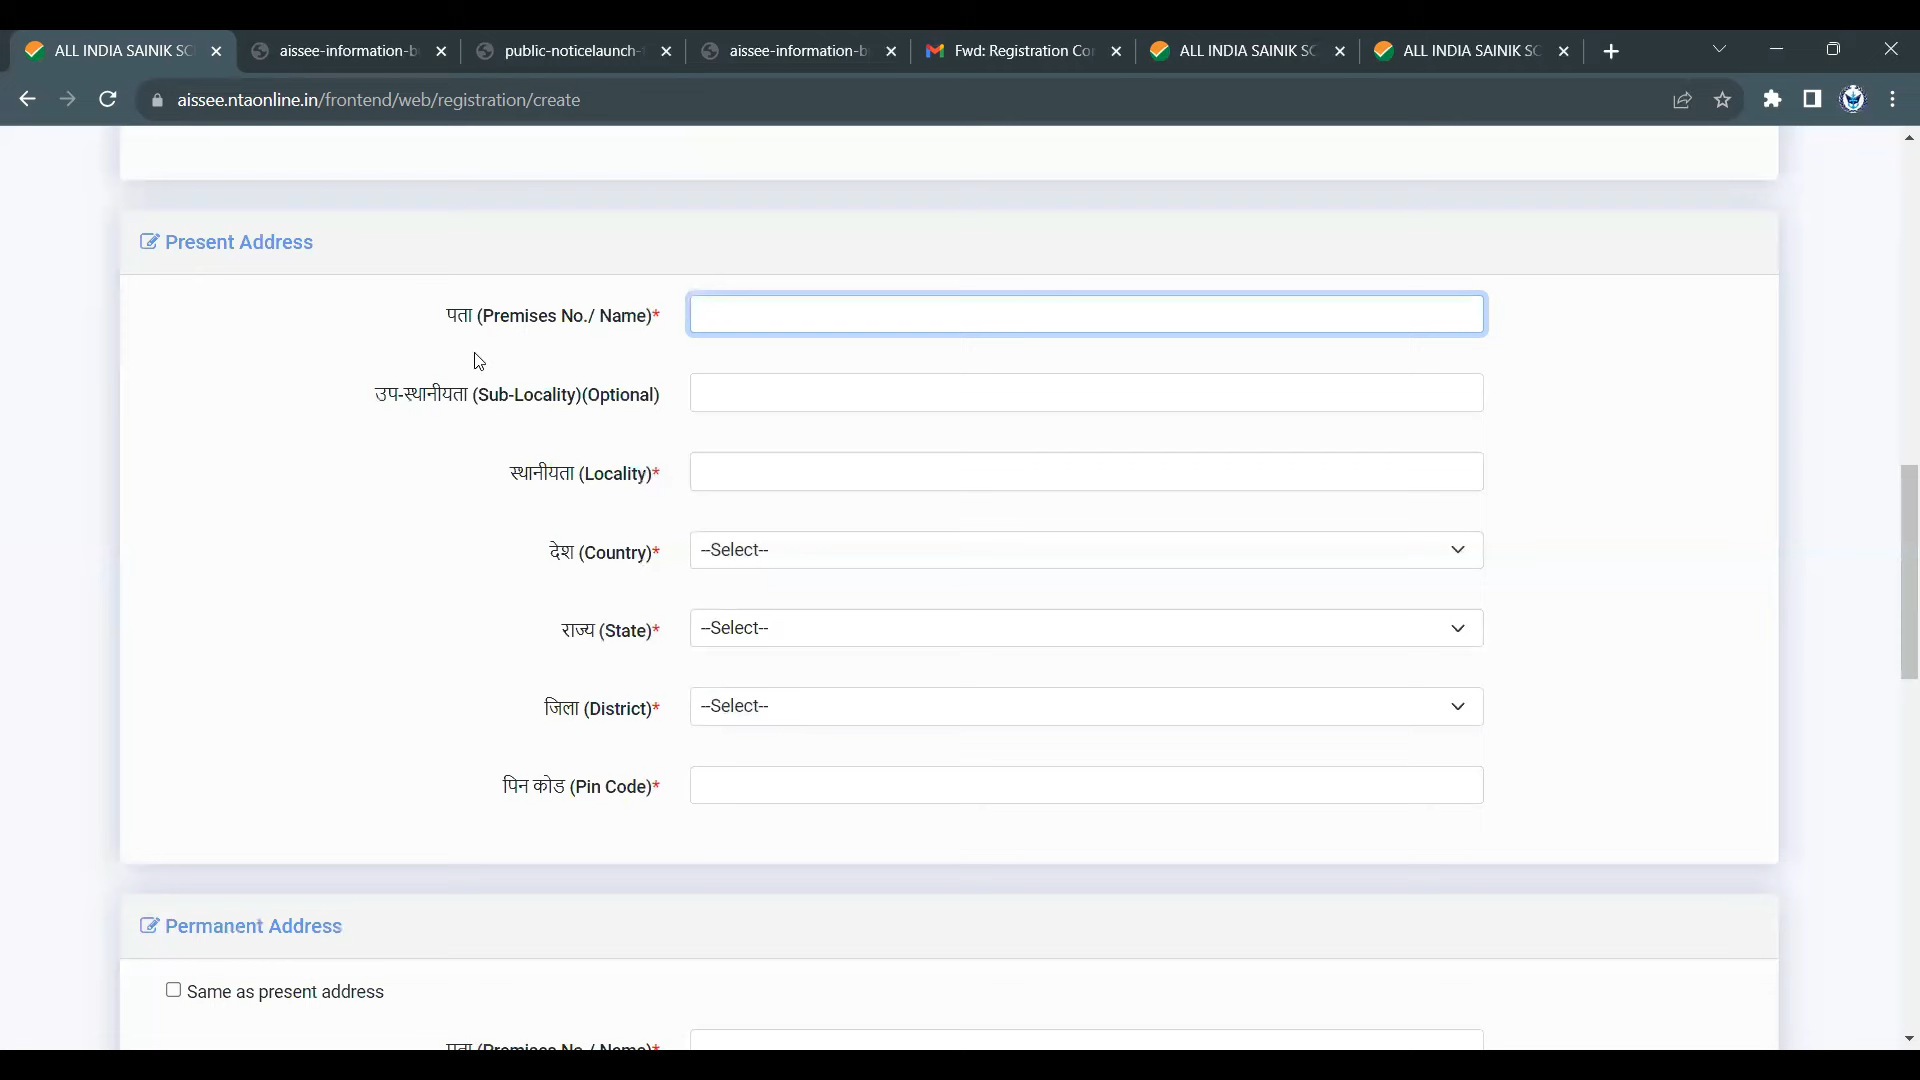 ALL INDIA SAINIK SC
aissee-information-b
public-noticelaunch-
aissee-information-b
Fwd: Registration Co
ALL INDIA SAINIK SC
ALL INDIA SAINIK SC
aissee.ntaonline.in/frontend/web/registration/create
Present Address
पता (Premises No./ Name)*
उप-स्थानीयता (Sub-Locality)(Optional)
स्थानीयता (Locality)*
देश (Country)* --Select--
राज्य (State)* --Select--
जिला (District)* --Select--
पिन कोड (Pin Code)*
Permanent Address
Same as present address
पता (Premises No./ Name)*